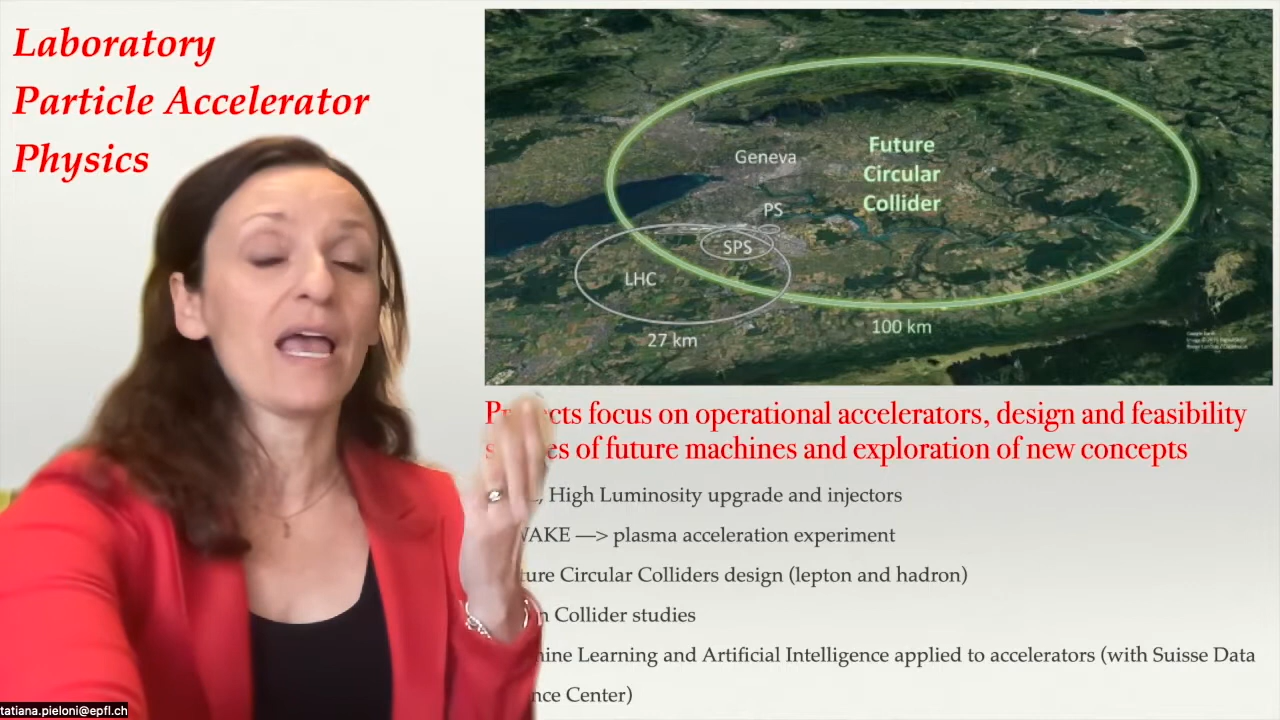 Laboratory
Particle Accelerator
Physics
Geneva
Future
Circular
Collider
PS
SPS
LHC
100 km
27 km
focus on operational accelerators, design and feasibility
of future machines and exploration of new concepts
High Luminosity upgrade and injectors
—> plasma acceleration experiment
Circular Colliders design (lepton and hadron)
Collider studies
Learning and Artificial Intelligence applied to accelerators (with Suisse Data
Center)
tatiana.pieloni@epfl.ch